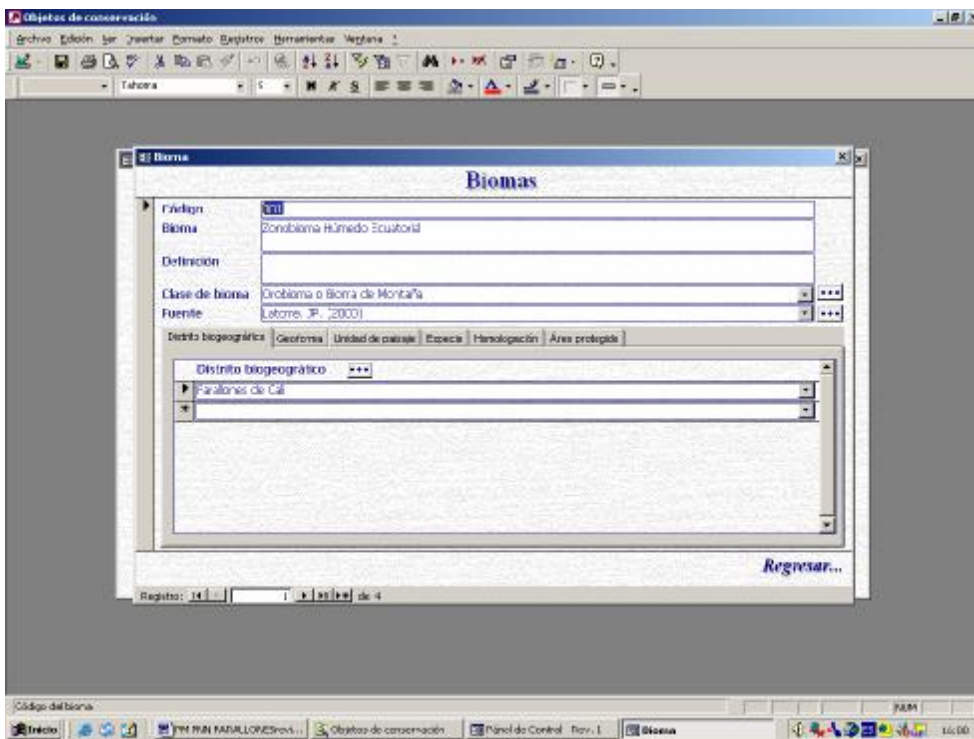 Objetos de conservación
Archivo Edición Ver Insertar Formato Registros Herramientas Ventana ?
Tahoma
N K S
Bioma
Biomas
Código
Bioma Zonobioma Húmedo Ecuatorial
Definición
Clase de bioma Orobioma o Bioma de Montaña
Fuente Latorre, JP. (2003)
Distrito biogeográfico Geoforma Unidad de paisaje Especie Homologación Área protegida
Distrito biogeográfico
Farallones de Cali
Regresar...
Registro: 1 de 4
Código del bioma NUM
Inicio Objetos de conservación Panel de Control Bioma 16:00